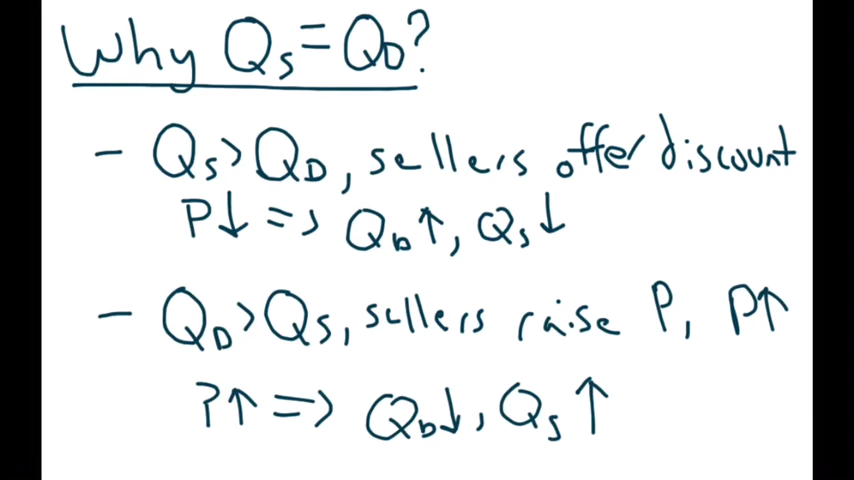 Why Qs=QD?
- Qs>QD, sellers offer discount
P↓ => QD↑, Qs↓
- QD>Qs, sellers raise P, P↑
P↑ => QD↓, Qs↑